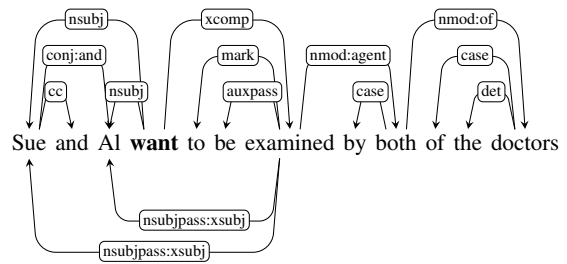 nsubj xcomp nmod:of
conj:and mark nmod:agent case
cc nsubj auxpass case det
Sue and Al want to be examined by both of the doctors
nsubjpass:xsubj
nsubjpass:xsubj